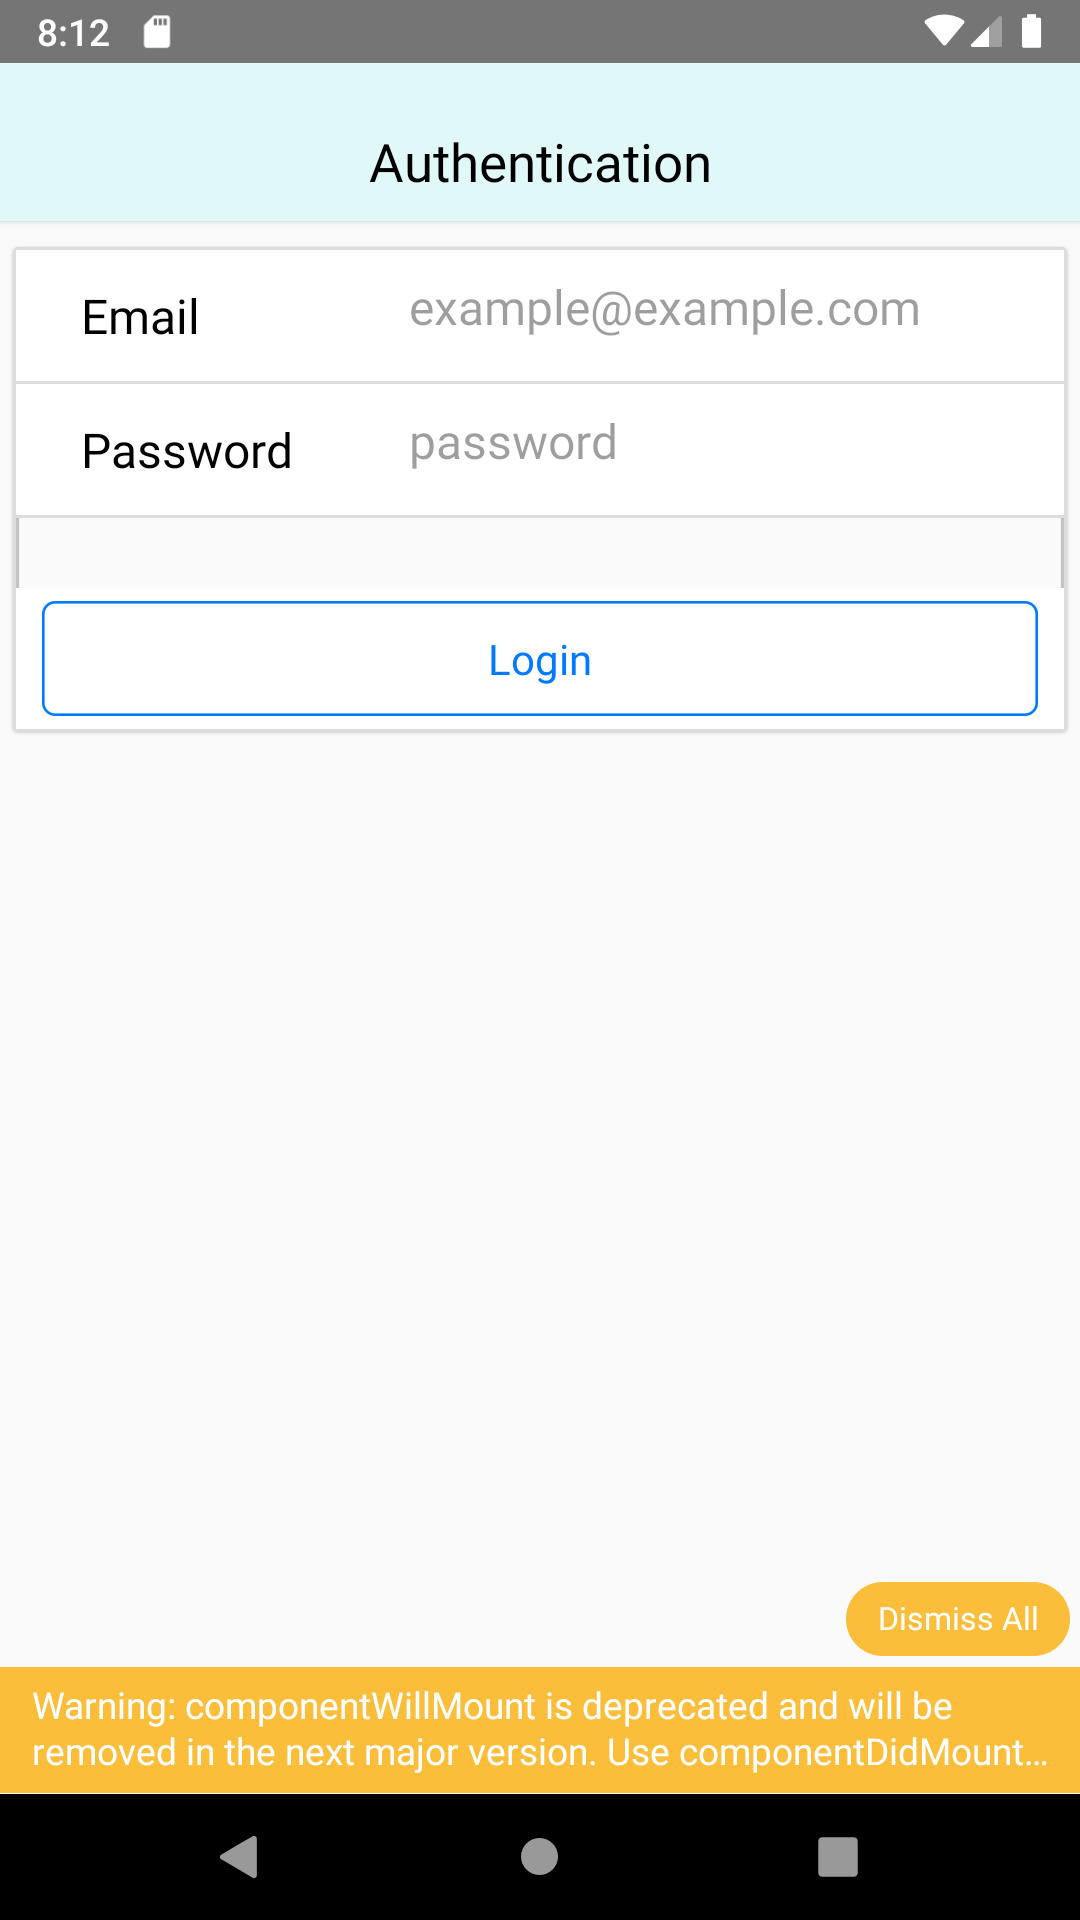 8:12
Authentication
Email
example@example.com
Password
password
Login
Dismiss All
Warning: componentWillMount is deprecated and will be
removed in the next major version. Use componentDidMount…